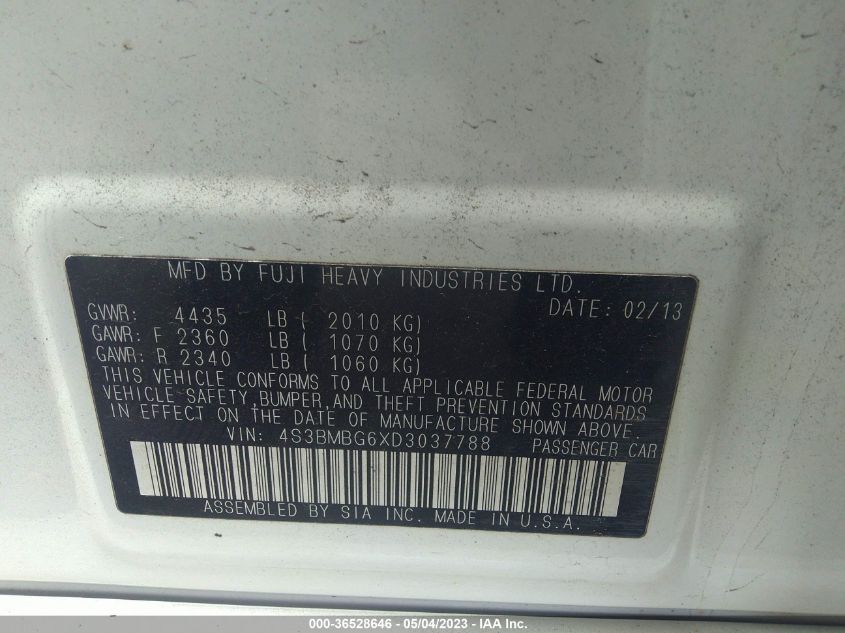 MFD BY FUJI HEAVY INDUSTRIES LTD.
DATE: 02/13
GVWR: 4435 LB ( 2010 KG)
GAWR: F 2360 LB ( 1070 KG)
GAWR: R 2340 LB ( 1060 KG)
THIS VEHICLE CONFORMS TO ALL APPLICABLE FEDERAL MOTOR
VEHICLE SAFETY,BUMPER,AND THEFT PREVENTION STANDARDS
IN EFFECT ON THE DATE OF MANUFACTURE SHOWN ABOVE.
VIN: 4S3BMBG6XD3037788 PASSENGER CAR
ASSEMBLED BY SIA INC. MADE IN U.S.A.
000-36528646 - 05/04/2023 - IAA Inc.